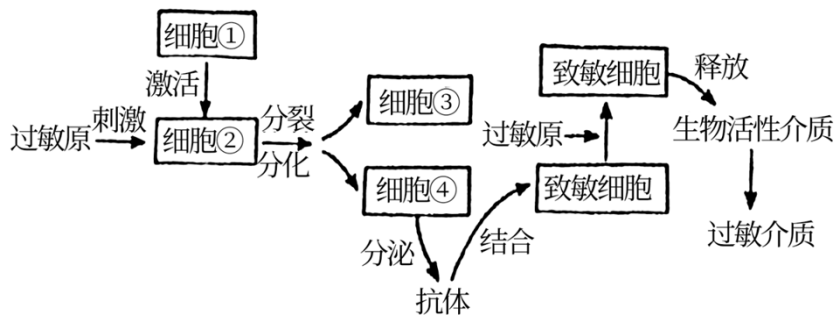 细胞①
激活
过敏原
刺激
细胞②
分裂
分化
细胞③
细胞④
分泌
抗体
结合
致敏细胞
过敏原
致敏细胞
释放
生物活性介质
过敏介质